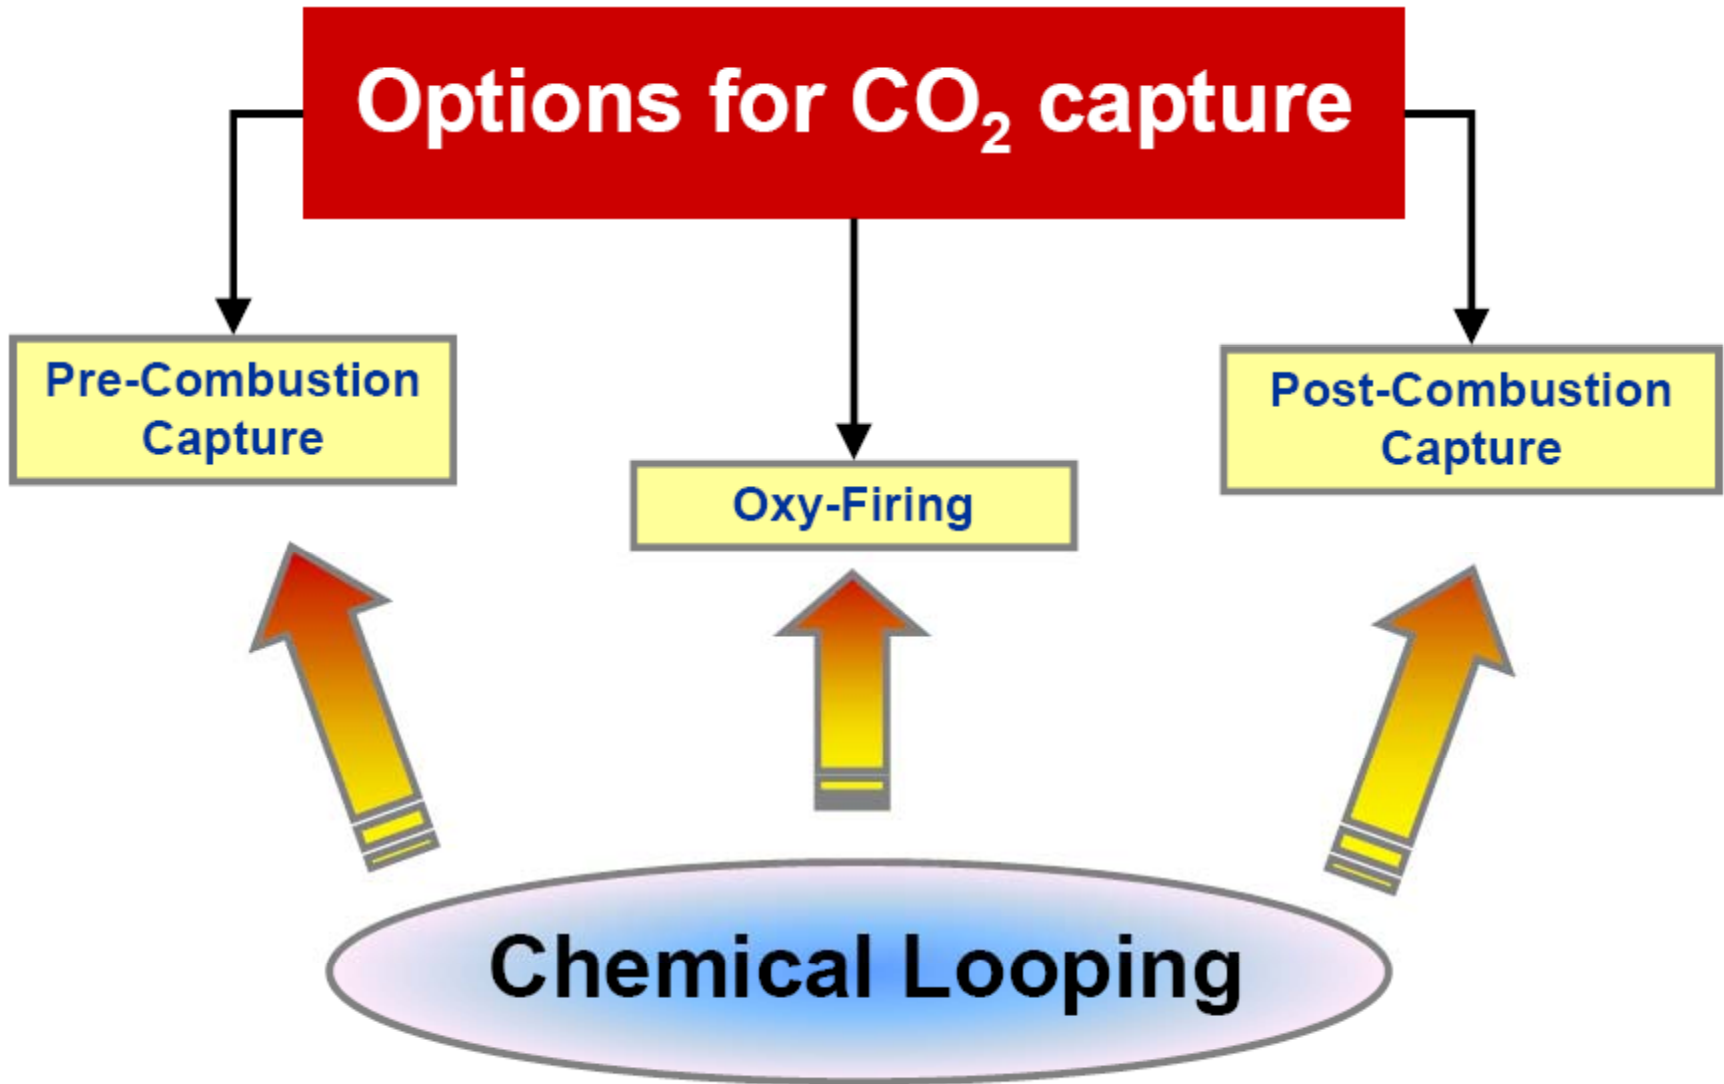 Options for CO₂ capture
Pre-Combustion
Capture
Oxy-Firing
Post-Combustion
Capture
Chemical Looping